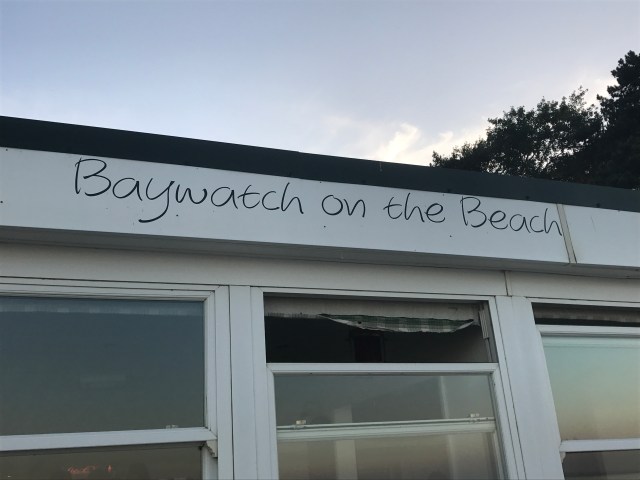 Baywatch on the Beach